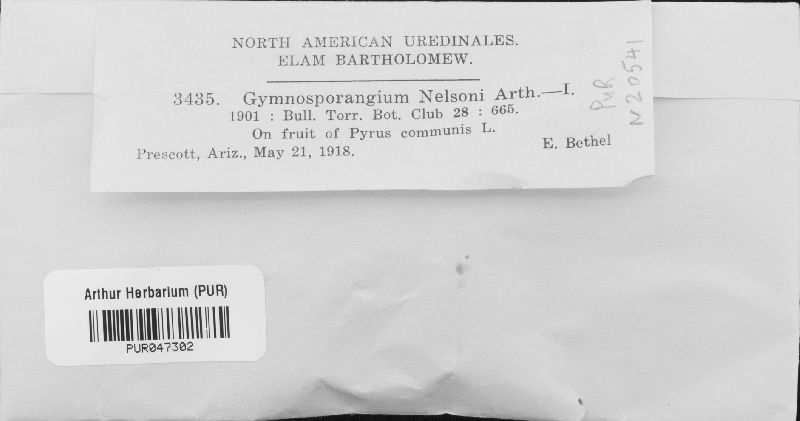 NORTH AMERICAN UREDINALES.
ELAM BARTHOLOMEW.
3435. Gymnosporangium Nelsoni Arth.—I.
1901 : Bull. Torr. Bot. Club 28 : 665.
On fruit of Pyrus communis L.
Prescott, Ariz., May 21, 1918.
E. Bethel
PUR
N20541
Arthur Herbarium (PUR)
PUR047302